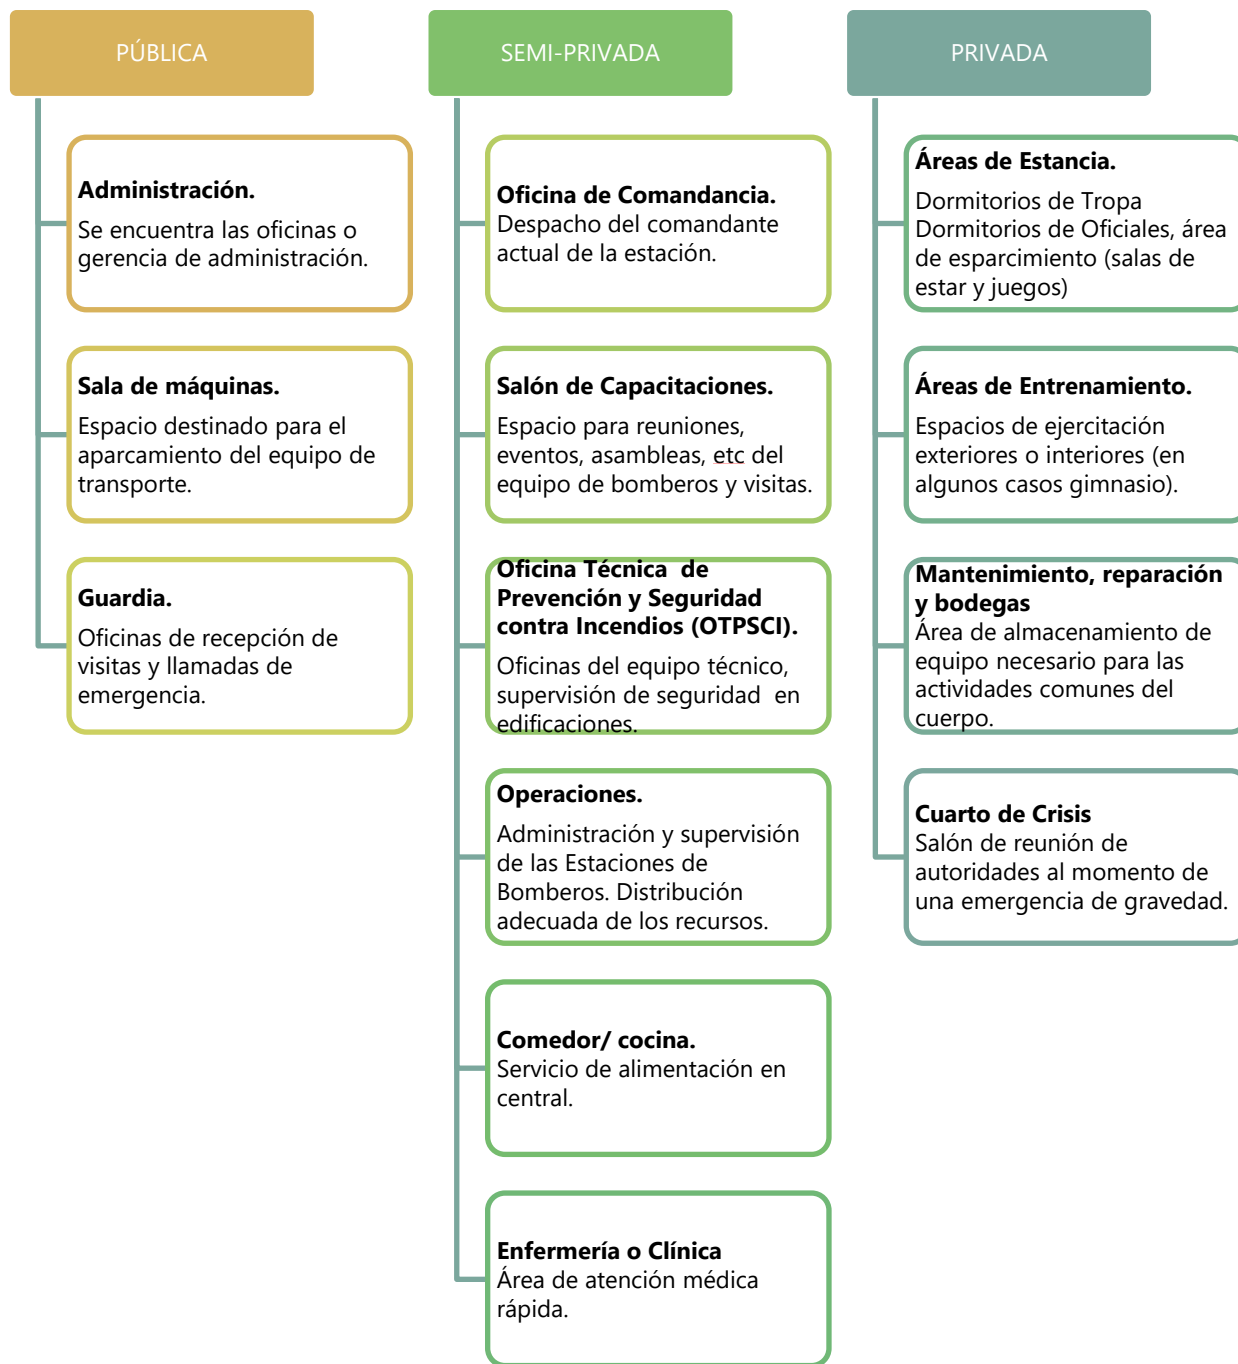 PÚBLICA
Administración.
Se encuentra las oficinas o
gerencia de administración.
Sala de máquinas.
Espacio destinado para el
aparcamiento del equipo de
transporte.
Guardia.
Oficinas de recepción de
visitas y llamadas de
emergencia.
SEMI-PRIVADA
Oficina de Comandancia.
Despacho del comandante
actual de la estación.
Salón de Capacitaciones.
Espacio para reuniones,
eventos, asambleas, etc del
equipo de bomberos y visitas.
Oficina Técnica  de
Prevención y Seguridad
contra Incendios (OTPSCI).
Oficinas del equipo técnico,
supervisión de seguridad  en
edificaciones.
Operaciones.
Administración y supervisión
de las Estaciones de
Bomberos. Distribución
adecuada de los recursos.
Comedor/ cocina.
Servicio de alimentación en
central.
Enfermería o Clínica
Área de atención médica
rápida.
PRIVADA
Áreas de Estancia.
Dormitorios de Tropa
Dormitorios de Oficiales, área
de esparcimiento (salas de
estar y juegos)
Áreas de Entrenamiento.
Espacios de ejercitación
exteriores o interiores (en
algunos casos gimnasio).
Mantenimiento, reparación
y bodegas
Área de almacenamiento de
equipo necesario para las
actividades comunes del
cuerpo.
Cuarto de Crisis
Salón de reunión de
autoridades al momento de
una emergencia de gravedad.